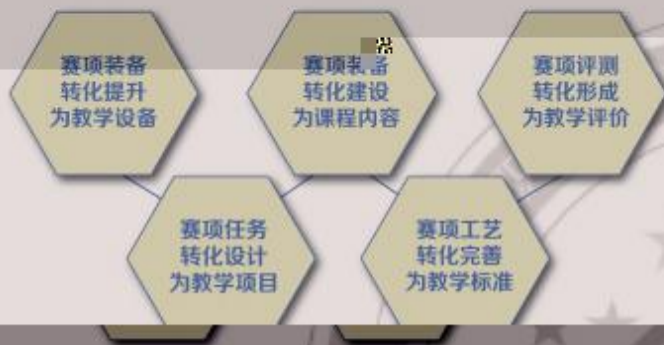 赛项装备
转化提升
为教学设备
赛项装备
转化建设
为课程内容
赛项评测
转化形成
为教学评价
赛项任务
转化设计
为教学项目
赛项工艺
转化完善
为教学标准